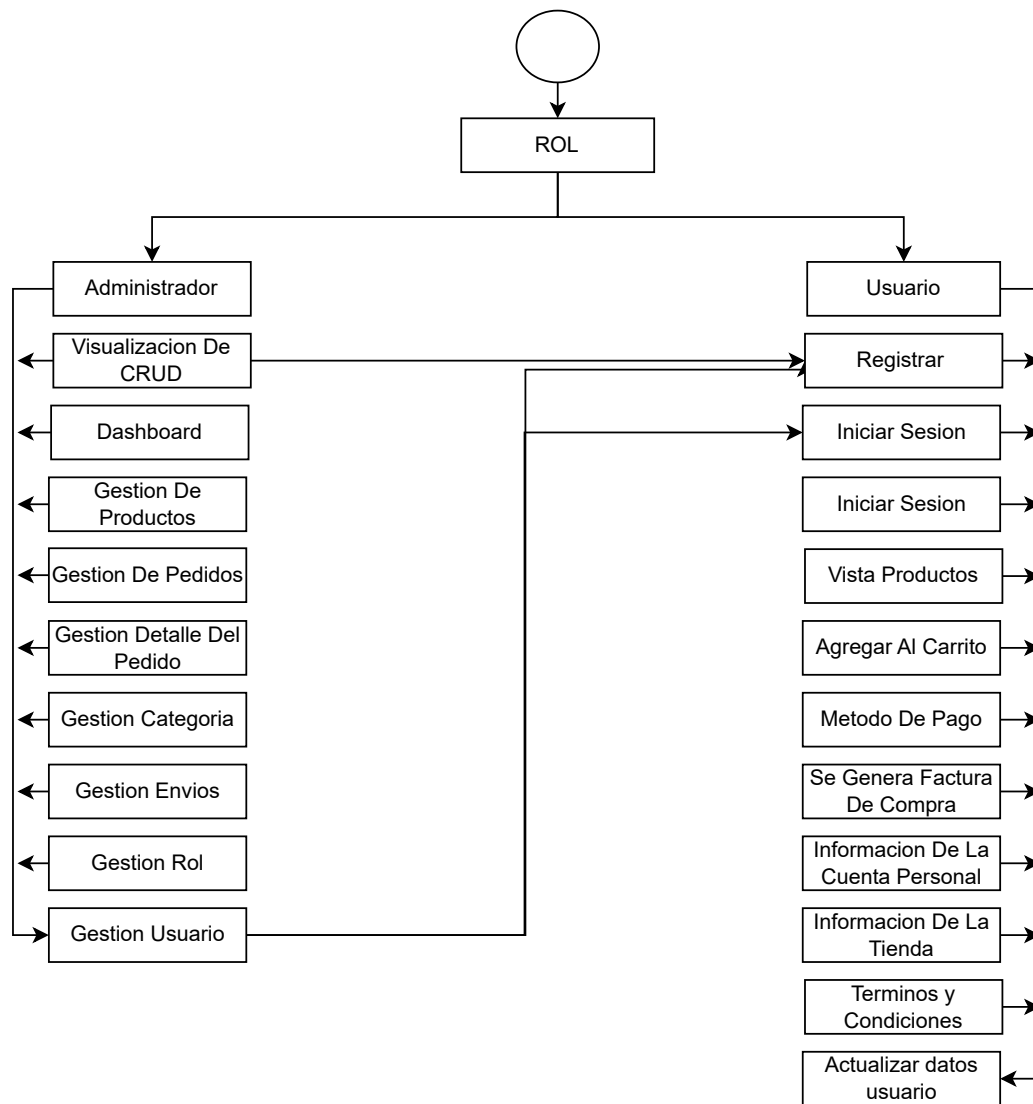 ROL
Administrador
Usuario
Visualizacion De
CRUD
Registrar
Dashboard
Iniciar Sesion
Gestion De
Productos
Iniciar Sesion
Gestion De Pedidos
Vista Productos
Gestion Detalle Del
Pedido
Agregar Al Carrito
Gestion Categoria
Metodo De Pago
Gestion Envios
Se Genera Factura
De Compra
Gestion Rol
Informacion De La
Cuenta Personal
Gestion Usuario
Informacion De La
Tienda
Terminos y
Condiciones
Actualizar datos
usuario